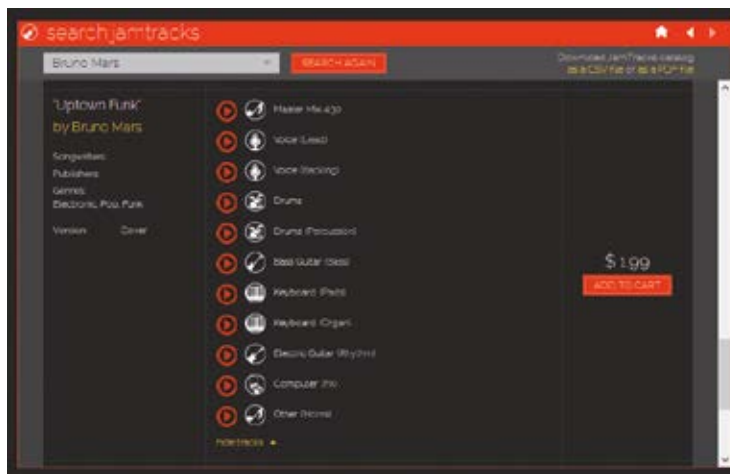 search jamtracks
Bruno Mars
SEARCH AGAIN
Download JamTracks catalog
as a CSV file or as a PDF file
"Uptown Funk"
by Bruno Mars
Songwriters:
Publishers:
Genres:
Electronic, Pop, Funk
Version: Cover
Master Mix 430
Voice (Lead)
Voice (Backing)
Drums
Drums (Percussion)
Bass Guitar (Bass)
Keyboard (Pads)
Keyboard (Organ)
Electric Guitar (Rhythm)
Computer (FX)
Other (Horns)
hide tracks
$ 1.99
ADD TO CART